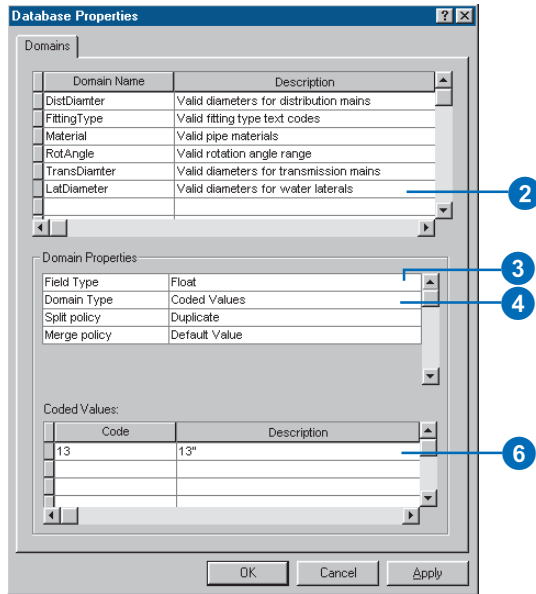 Database Properties
Domains
Domain Name Description
DistDiamter Valid diameters for distribution mains
FittingType Valid fitting type text codes
Material Valid pipe materials
RotAngle Valid rotation angle range
TransDiamter Valid diameters for transmission mains
LatDiameter Valid diameters for water laterals
2
Domain Properties
3
Field Type Float
4
Domain Type Coded Values
Split policy Duplicate
Merge policy Default Value
Coded Values:
Code Description
13 13"
6
OK Cancel Apply